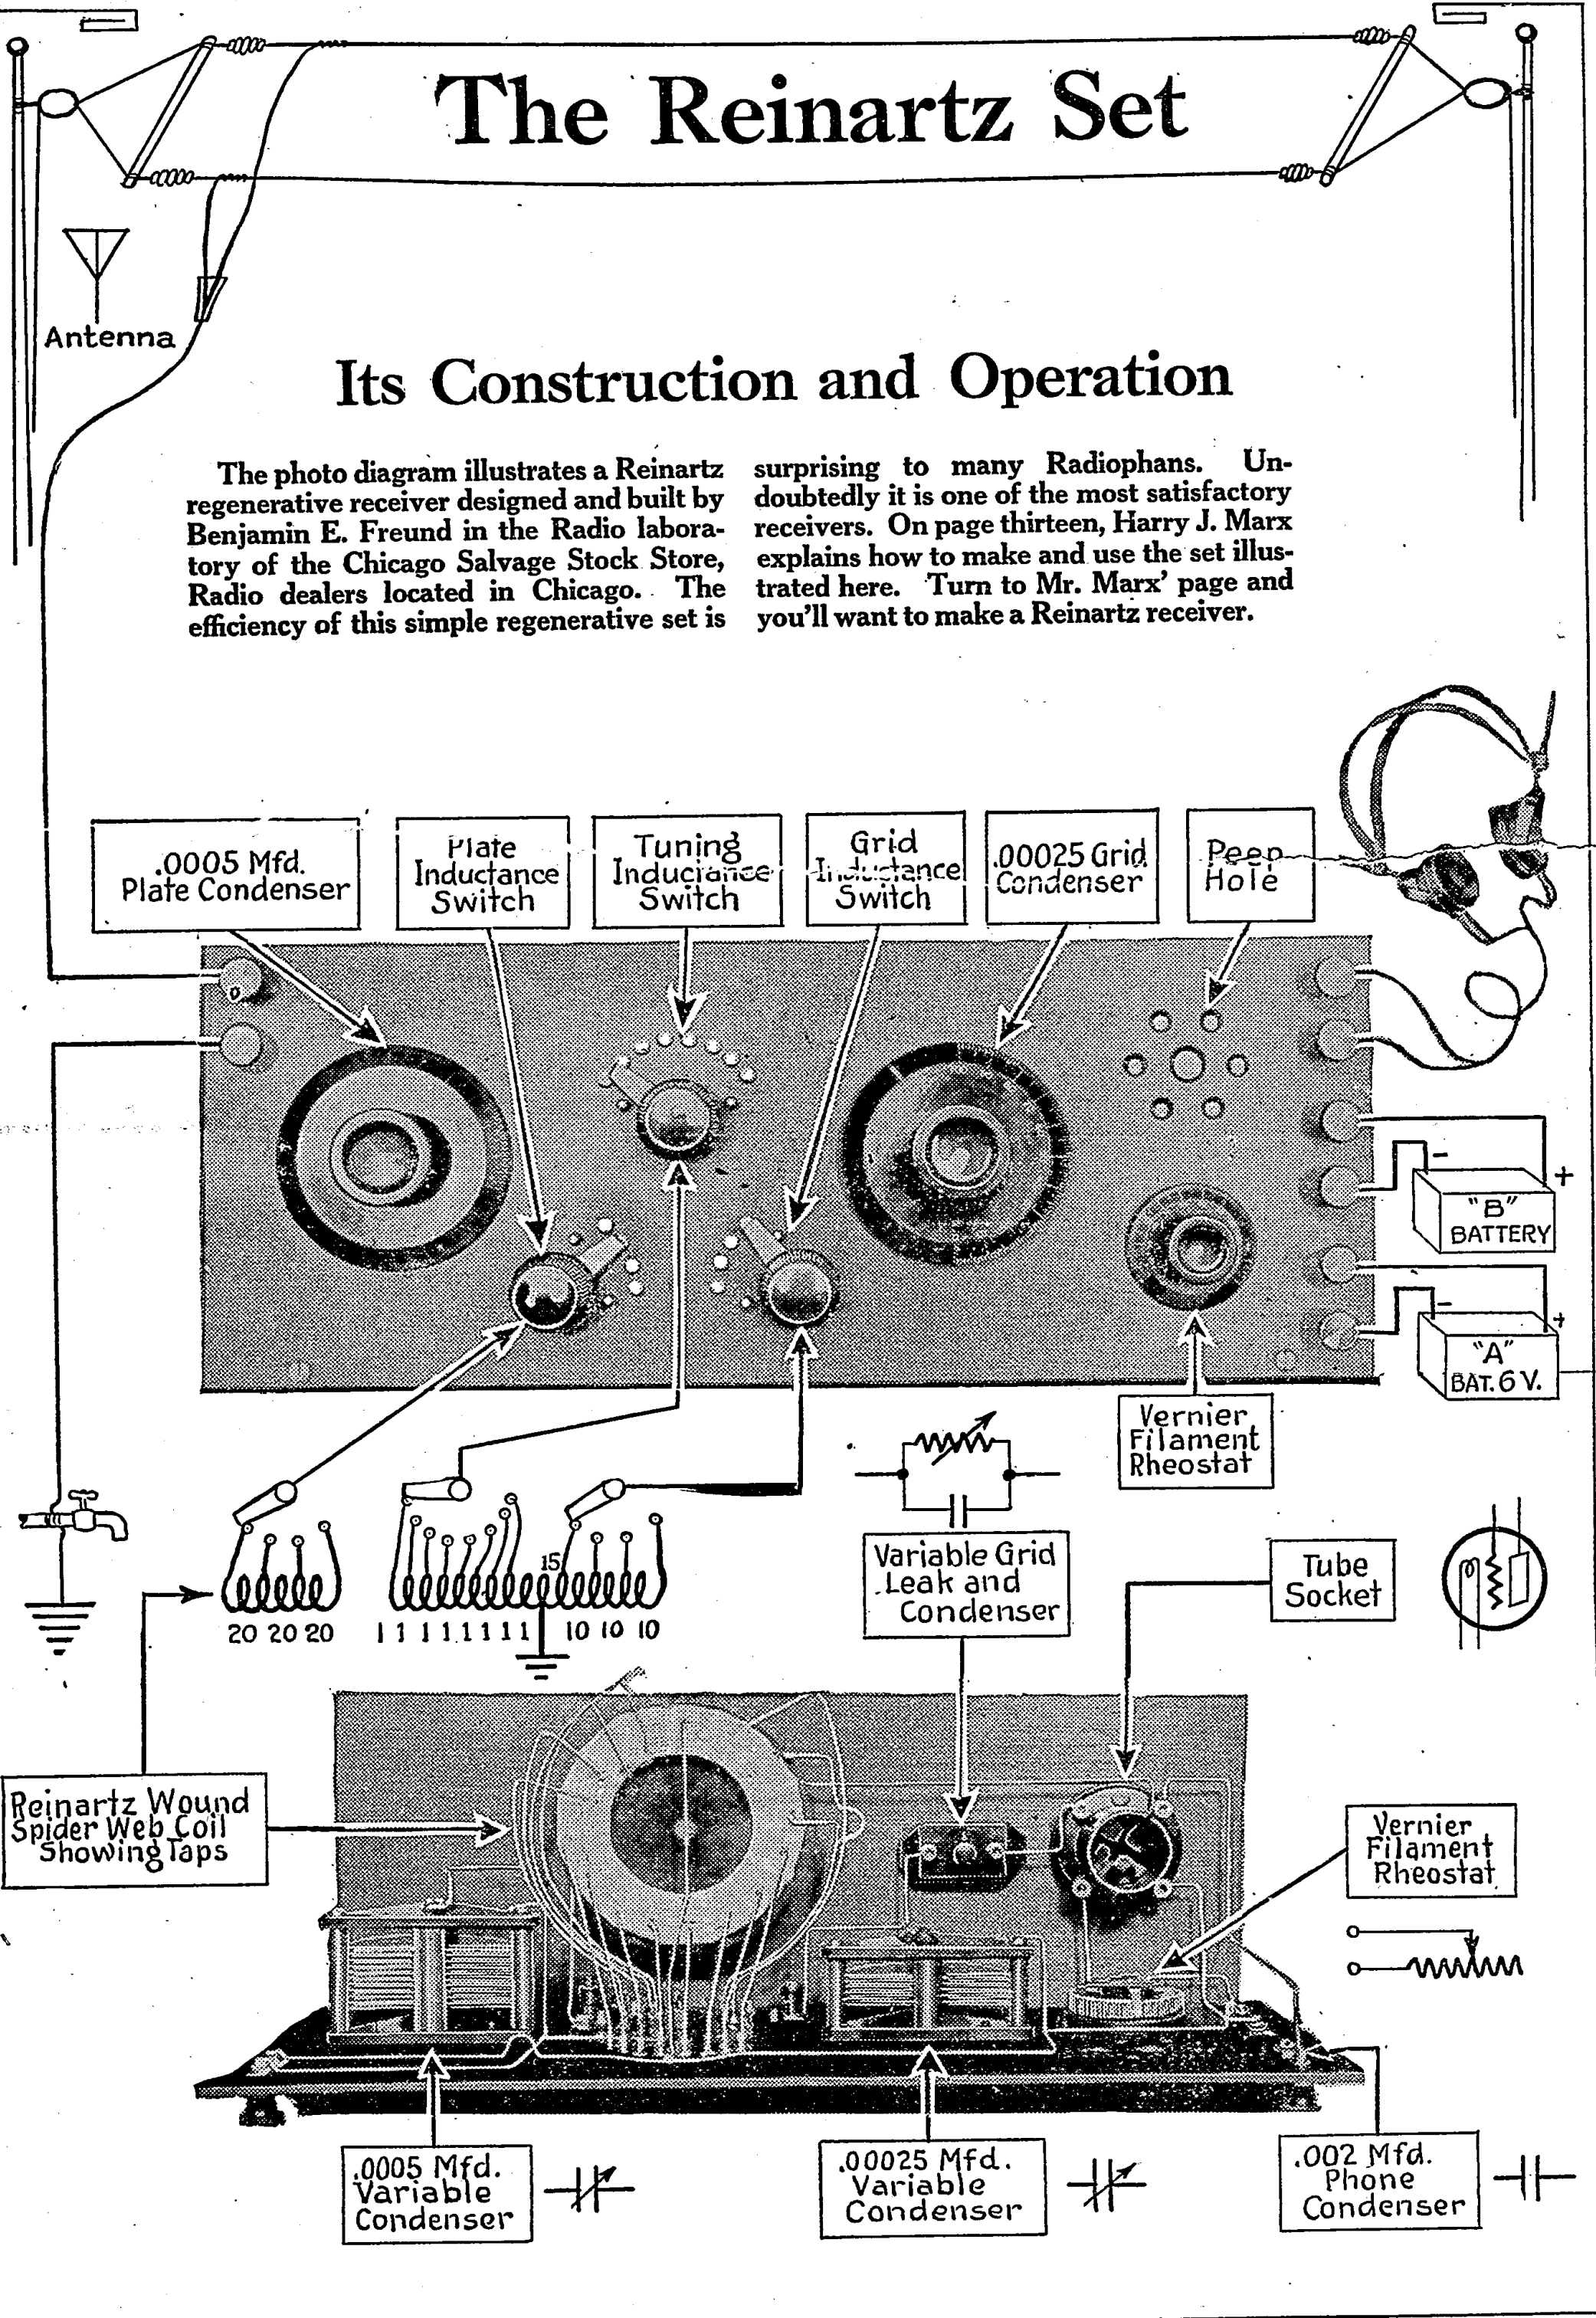 The Reinartz Set
Antenna
Its Construction and Operation
The photo diagram illustrates a Reinartz
regenerative receiver designed and built by
Benjamin E. Freund in the Radio labora-
tory of the Chicago Salvage Stock Store,
Radio dealers located in Chicago. The
efficiency of this simple regenerative set is
surprising to many Radiophans. Un-
doubtedly it is one of the most satisfactory
receivers. On page thirteen, Harry J. Marx
explains how to make and use the set illus-
trated here. Turn to Mr. Marx' page and
you'll want to make a Reinartz receiver.
.0005 Mfd.
Plate Condenser
Plate
Inductance
Switch
Tuning
Inductance
Switch
Grid
Inductance
Switch
.00025 Grid
Condenser
Peep
Hole
- +
"B"
BATTERY
- +
"A"
BAT. 6 V.
Vernier
Filament
Rheostat
15
20 20 20
1 1 1 1 1 1 1 1 10 10 10
Variable Grid
Leak and
Condenser
Tube
Socket
Reinartz Wound
Spider Web Coil
Showing Taps
Vernier
Filament
Rheostat
.0005 Mfd.
Variable
Condenser
.00025 Mfd.
Variable
Condenser
.002 Mfd.
Phone
Condenser